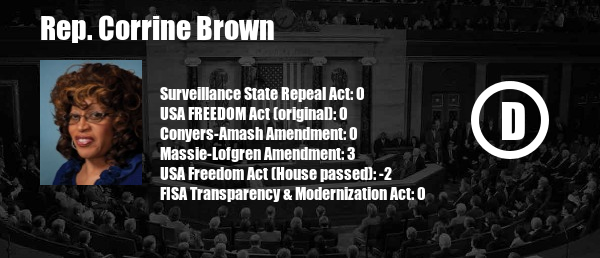 Rep. Corrine Brown
Surveillance State Repeal Act: 0
USA FREEDOM Act (original): 0
Conyers-Amash Amendment: 0
Massie-Lofgren Amendment: 3
USA Freedom Act (House passed): -2
FISA Transparency & Modernization Act: 0
D